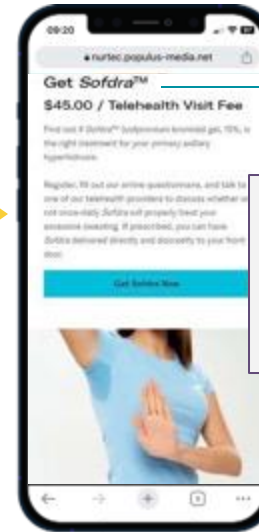 09:20
nurtec.populus-media.net
Get Sofdra™
$45.00 / Telehealth Visit Fee
Find out if Sofdra™ (sofpironium bromide) gel, 15%, is
the right treatment for your primary axillary
hyperhidrosis.
Register, fill out our online questionnaire, and talk to
one of our telehealth providers to discuss whether or
not once-daily Sofdra will properly treat your
excessive sweating. If prescribed, you can have
Sofdra delivered directly and discreetly to your front
door.
Get Sofdra Now